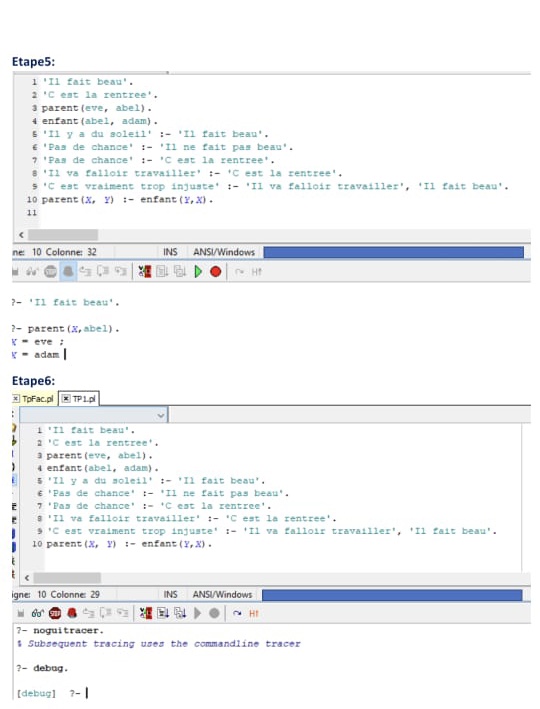 Etape5:
1 'Il fait beau'.
2 'C est la rentree'.
3 parent(eve, abel).
4 enfant(abel, adam).
5 'Il y a du soleil' :- 'Il fait beau'.
6 'Pas de chance' :- 'Il ne fait pas beau'.
7 'Pas de chance' :- 'C est la rentree'.
8 'Il va falloir travailler' :- 'C est la rentree'.
9 'C est vraiment trop injuste' :- 'Il va falloir travailler', 'Il fait beau'.
10 parent(X, Y) :- enfant(Y,X).
11
ne: 10 Colonne: 32 INS ANSI/Windows
?- 'Il fait beau'.
?- parent(X,abel).
X = eve ;
X = adam
Etape6:
TpFac.pl TP1.pl
1 'Il fait beau'.
2 'C est la rentree'.
3 parent(eve, abel).
4 enfant(abel, adam).
5 'Il y a du soleil' :- 'Il fait beau'.
6 'Pas de chance' :- 'Il ne fait pas beau'.
7 'Pas de chance' :- 'C est la rentree'.
8 'Il va falloir travailler' :- 'C est la rentree'.
9 'C est vraiment trop injuste' :- 'Il va falloir travailler', 'Il fait beau'.
10 parent(X, Y) :- enfant(Y,X).
igne: 10 Colonne: 29 INS ANSI/Windows
?- noguitracer.
% Subsequent tracing uses the commandline tracer
?- debug.
[debug] ?-